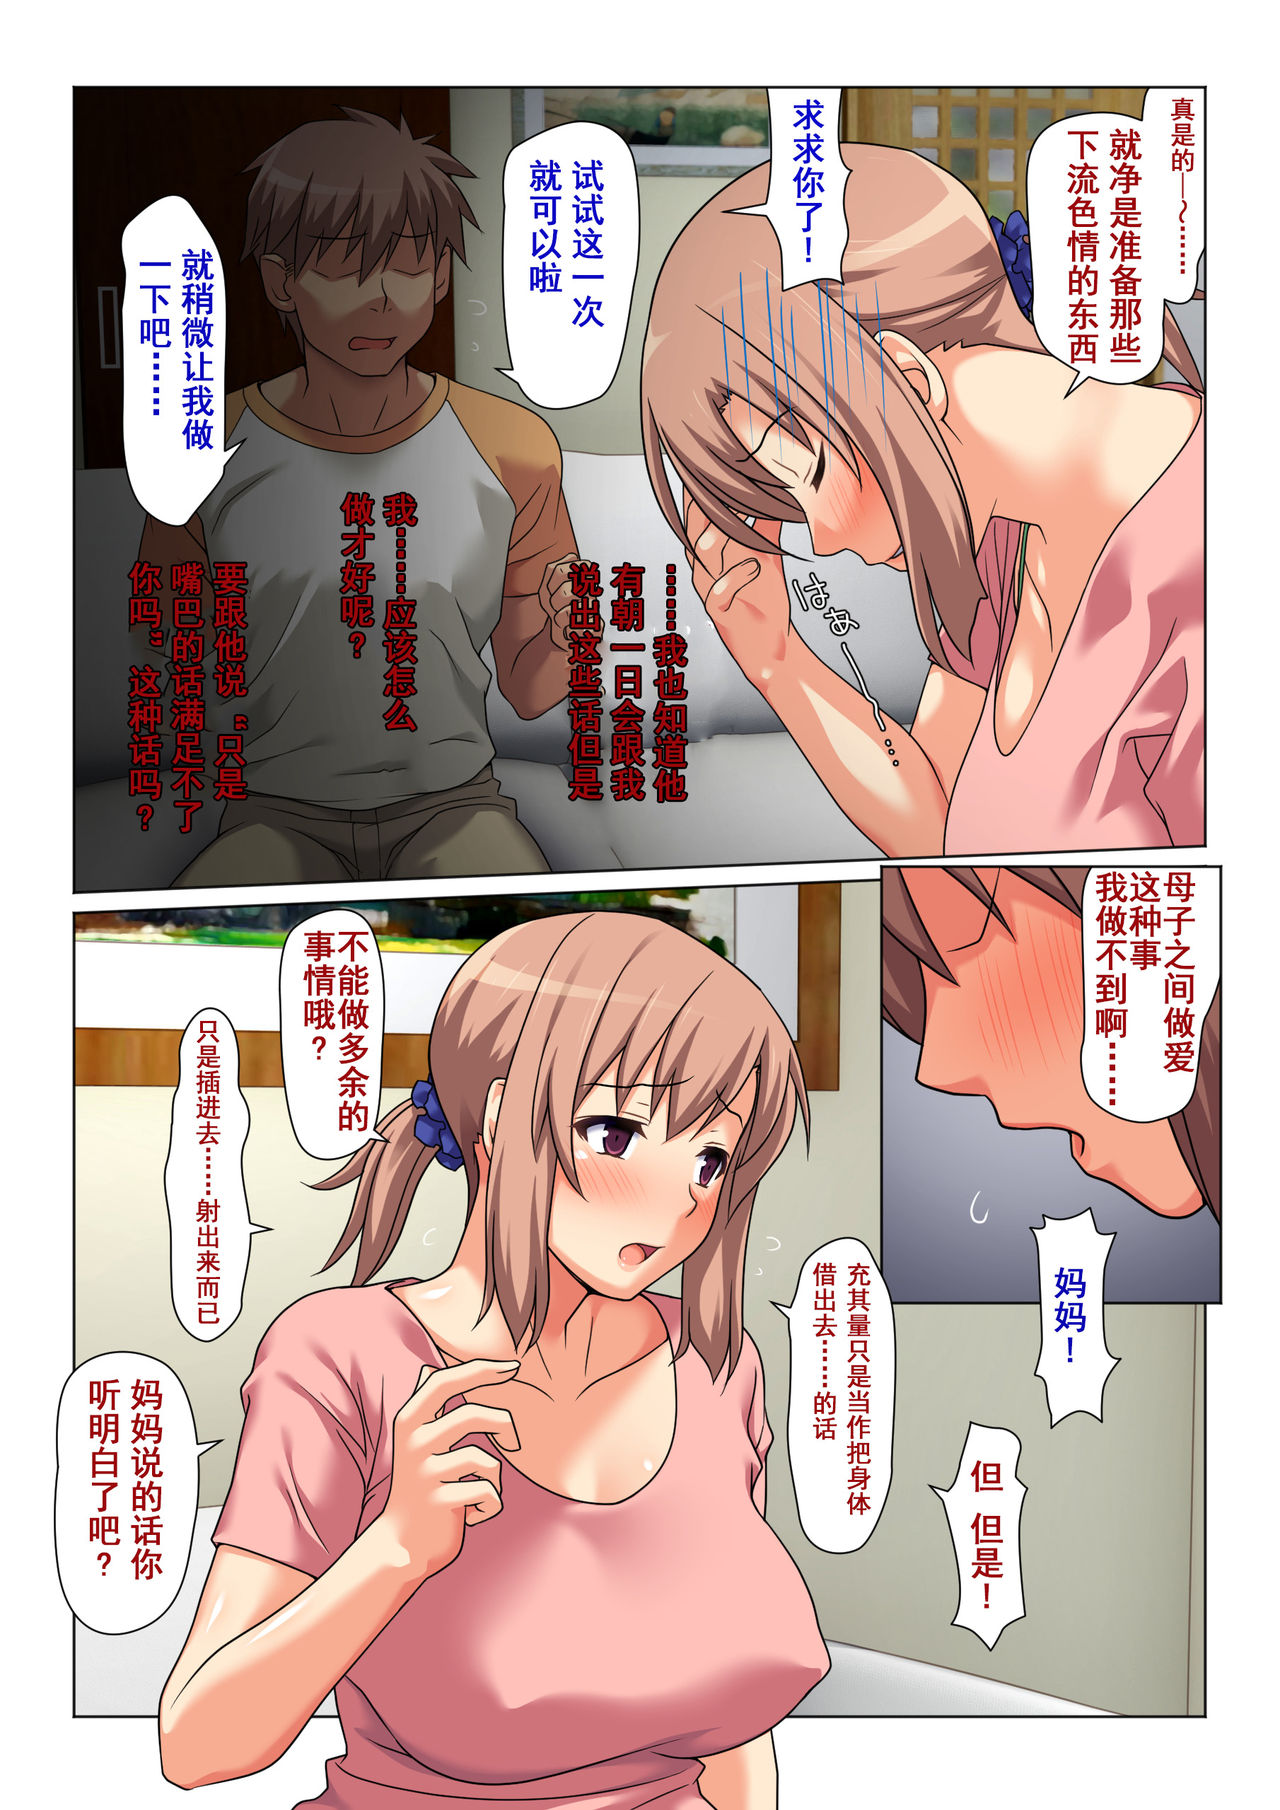 真是的——～……
就净是准备那些
下流色情的东西
求求你了！
试试这一次
就可以啦
就稍微让我做
一下吧……
はぁ～…
……我也知道他
有朝一日会跟我
说出这些话但是
我……应该怎么
做才好呢？
要跟他说“只是
嘴巴的话满足不了
你吗”这种话吗？
母子之间做爱
这种事
我做不到啊……
妈妈！
但 但是！
不能做多余的
事情哦？
只是插进去……射出来而已
充其量只是当作把身体
借出去……的话
妈妈说的话你
听明白了吧？